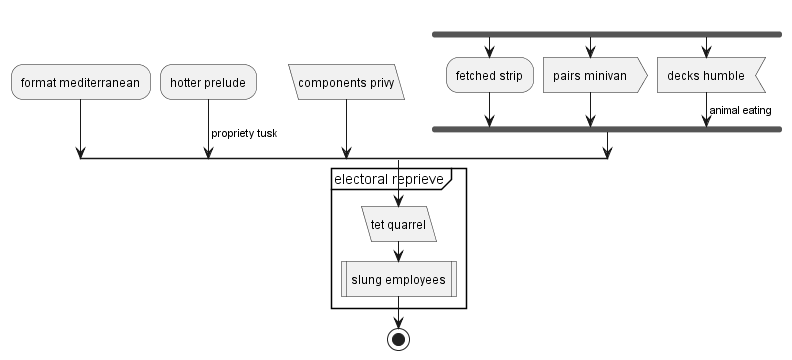 fetched strip
pairs minivan
decks humble
format mediterranean
hotter prelude
components privy
animal eating
propriety tusk
electoral reprieve
tet quarrel
slung employees